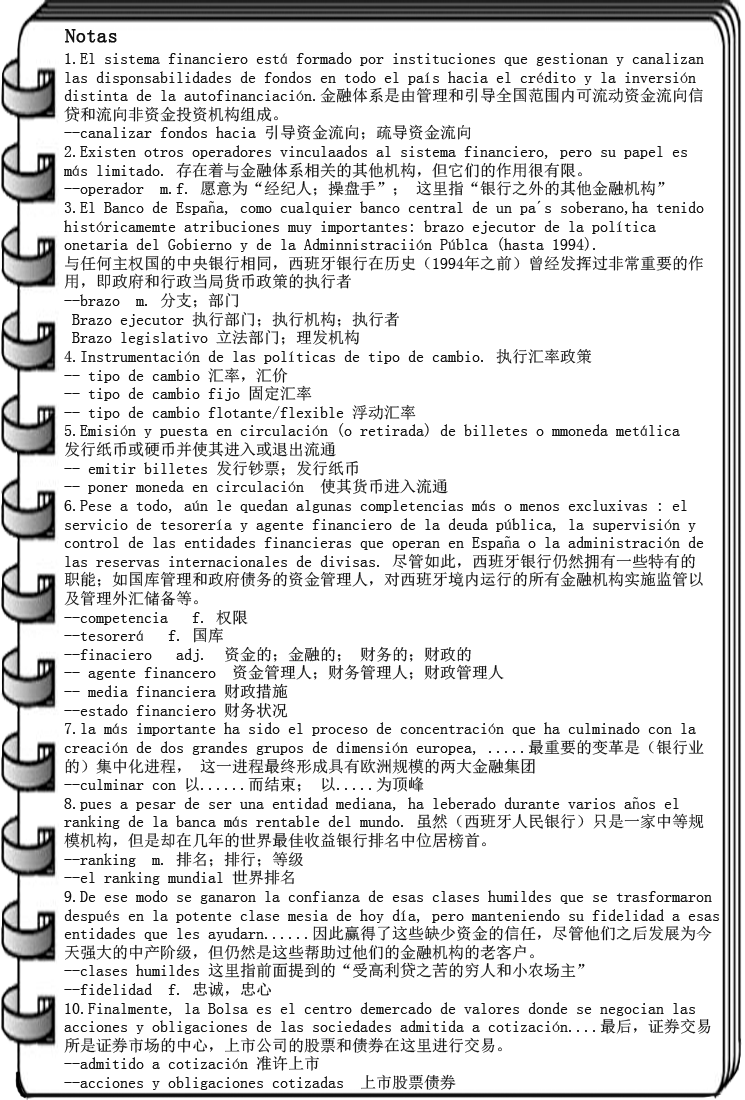 Notas
1.El sistema financiero está formado por instituciones que gestionan y canalizan
las disponsabilidades de fondos en todo el país hacia el crédito y la inversión
distinta de la autofinanciación.金融体系是由管理和引导全国范围内可流动资金流向信
贷和流向非资金投资机构组成。
--canalizar fondos hacia 引导资金流向；疏导资金流向
2.Existen otros operadores vinculaados al sistema financiero, pero su papel es
más limitado. 存在着与金融体系相关的其他机构，但它们的作用很有限。
--operador  m.f. 愿意为“经纪人；操盘手”； 这里指“银行之外的其他金融机构”
3.El Banco de España, como cualquier banco central de un pa´s soberano,ha tenido
históricamemte atribuciones muy importantes: brazo ejecutor de la política
onetaria del Gobierno y de la Adminnistraciión Públca (hasta 1994).
与任何主权国的中央银行相同，西班牙银行在历史（1994年之前）曾经发挥过非常重要的作
用，即政府和行政当局货币政策的执行者
--brazo  m. 分支；部门
Brazo ejecutor 执行部门；执行机构；执行者
Brazo legislativo 立法部门；理发机构
4.Instrumentación de las políticas de tipo de cambio. 执行汇率政策
-- tipo de cambio 汇率，汇价
-- tipo de cambio fijo 固定汇率
-- tipo de cambio flotante/flexible 浮动汇率
5.Emisión y puesta en circulación (o retirada) de billetes o mmoneda metálica
发行纸币或硬币并使其进入或退出流通
-- emitir billetes 发行钞票；发行纸币
-- poner moneda en circulación  使其货币进入流通
6.Pese a todo, aún le quedan algunas completencias más o menos excluxivas : el
servicio de tesorería y agente financiero de la deuda pública, la supervisión y
control de las entidades financieras que operan en España o la administración de
las reservas internacionales de divisas. 尽管如此，西班牙银行仍然拥有一些特有的
职能；如国库管理和政府债务的资金管理人，对西班牙境内运行的所有金融机构实施监管以
及管理外汇储备等。
--competencia   f. 权限
--tesorerá   f. 国库
--finaciero   adj.  资金的；金融的； 财务的；财政的
-- agente financero  资金管理人；财务管理人；财政管理人
-- media financiera 财政措施
--estado financiero 财务状况
7.la más importante ha sido el proceso de concentración que ha culminado con la
creación de dos grandes grupos de dimensión europea, .....最重要的变革是（银行业
的）集中化进程， 这一进程最终形成具有欧洲规模的两大金融集团
--culminar con 以......而结束； 以.....为顶峰
8.pues a pesar de ser una entidad mediana, ha leberado durante varios años el
ranking de la banca más rentable del mundo. 虽然（西班牙人民银行）只是一家中等规
模机构，但是却在几年的世界最佳收益银行排名中位居榜首。
--ranking  m. 排名；排行；等级
--el ranking mundial 世界排名
9.De ese modo se ganaron la confianza de esas clases humildes que se trasformaron
después en la potente clase mesia de hoy día, pero manteniendo su fidelidad a esas
entidades que les ayudarn......因此赢得了这些缺少资金的信任，尽管他们之后发展为今
天强大的中产阶级，但仍然是这些帮助过他们的金融机构的老客户。
--clases humildes 这里指前面提到的“受高利贷之苦的穷人和小农场主”
--fidelidad  f. 忠诚，忠心
10.Finalmente, la Bolsa es el centro demercado de valores donde se negocian las
acciones y obligaciones de las sociedades admitida a cotización....最后，证券交易
所是证券市场的中心，上市公司的股票和债券在这里进行交易。
--admitido a cotización 准许上市
--acciones y obligaciones cotizadas  上市股票债券